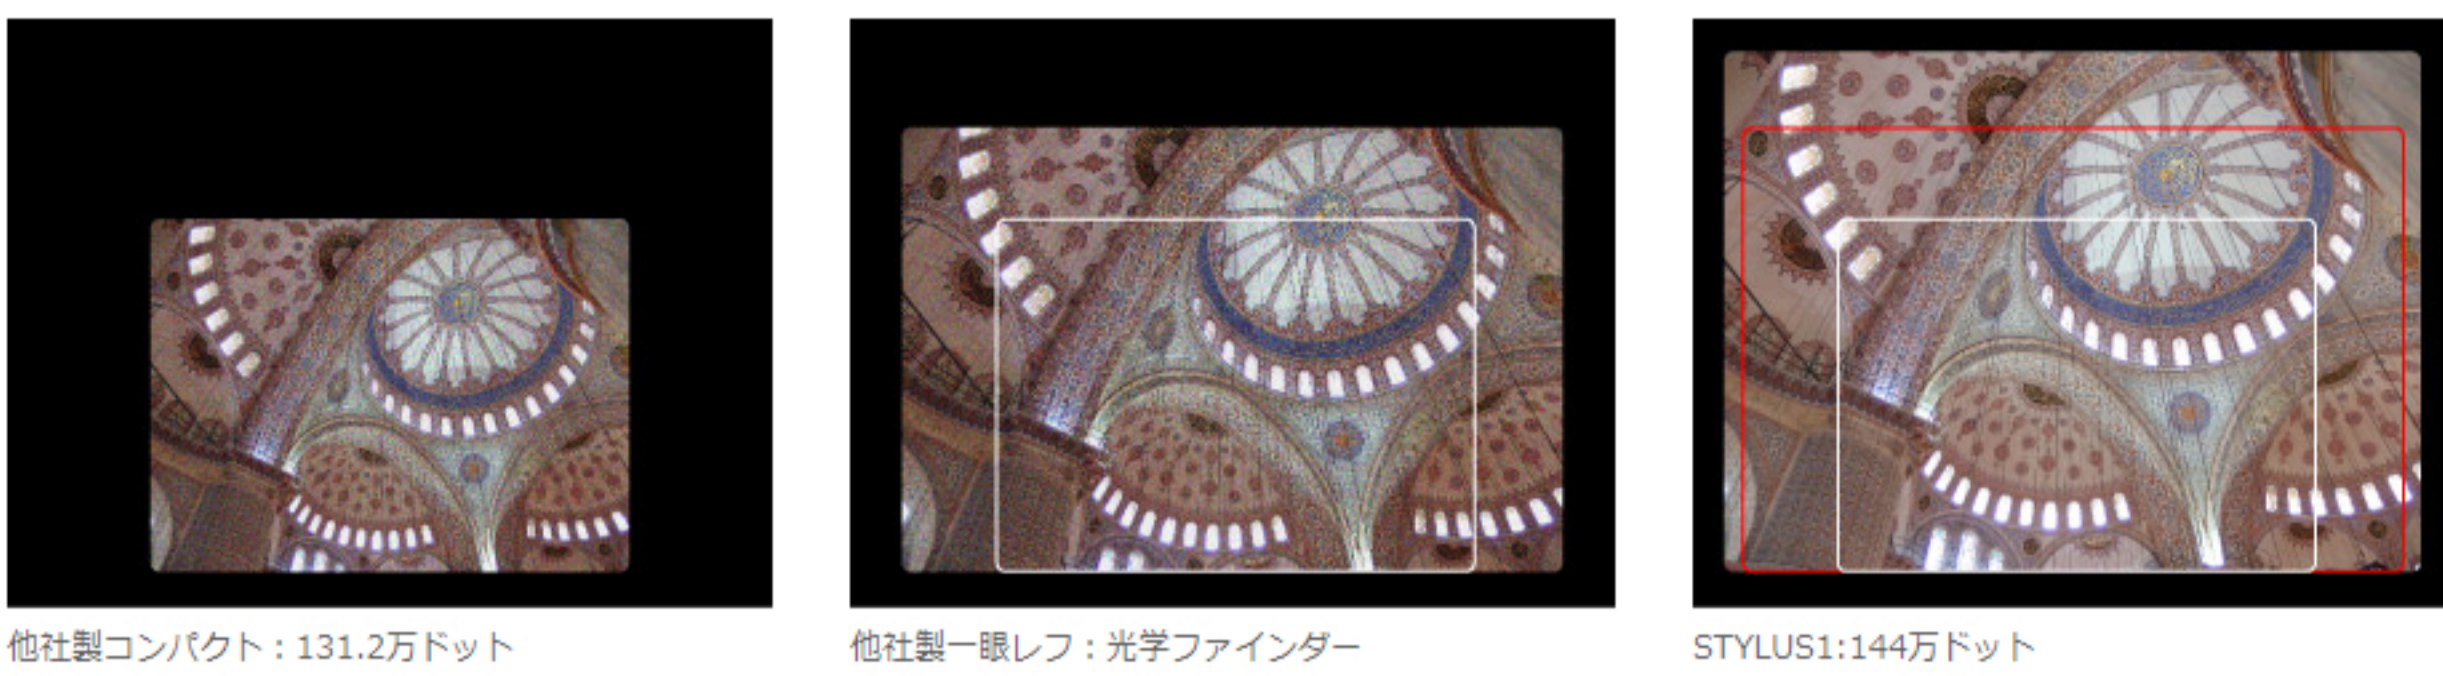 他社製コンパクト：131.2万ドット
他社製一眼レフ：光学ファインダー
STYLUS1:144万ドット